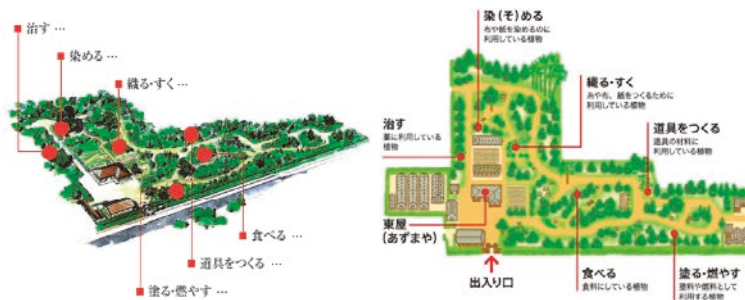 治す …
染める …
織る・すく …
食べる …
道具をつくる …
塗る・燃やす …
染(そ)める
布や紙を染めるのに
利用している植物
織る・すく
糸や布、紙をつくるために
利用している植物
治す
薬に利用している
植物
道具をつくる
道具の材料に
利用している植物
東屋
(あずまや)
出入り口
食べる
食料にしている植物
塗る・燃やす
塗料や燃料として
利用する植物